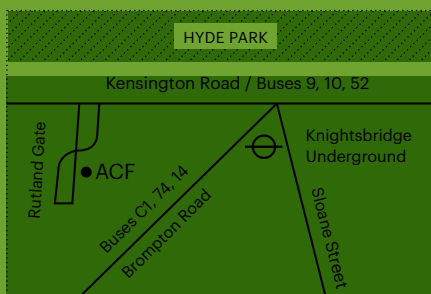 HYDE PARK
Kensington Road / Buses 9, 10, 52
Rutland Gate
ACF
Knightsbridge
Underground
Buses C1, 74, 14
Brompton Road
Sloane Street